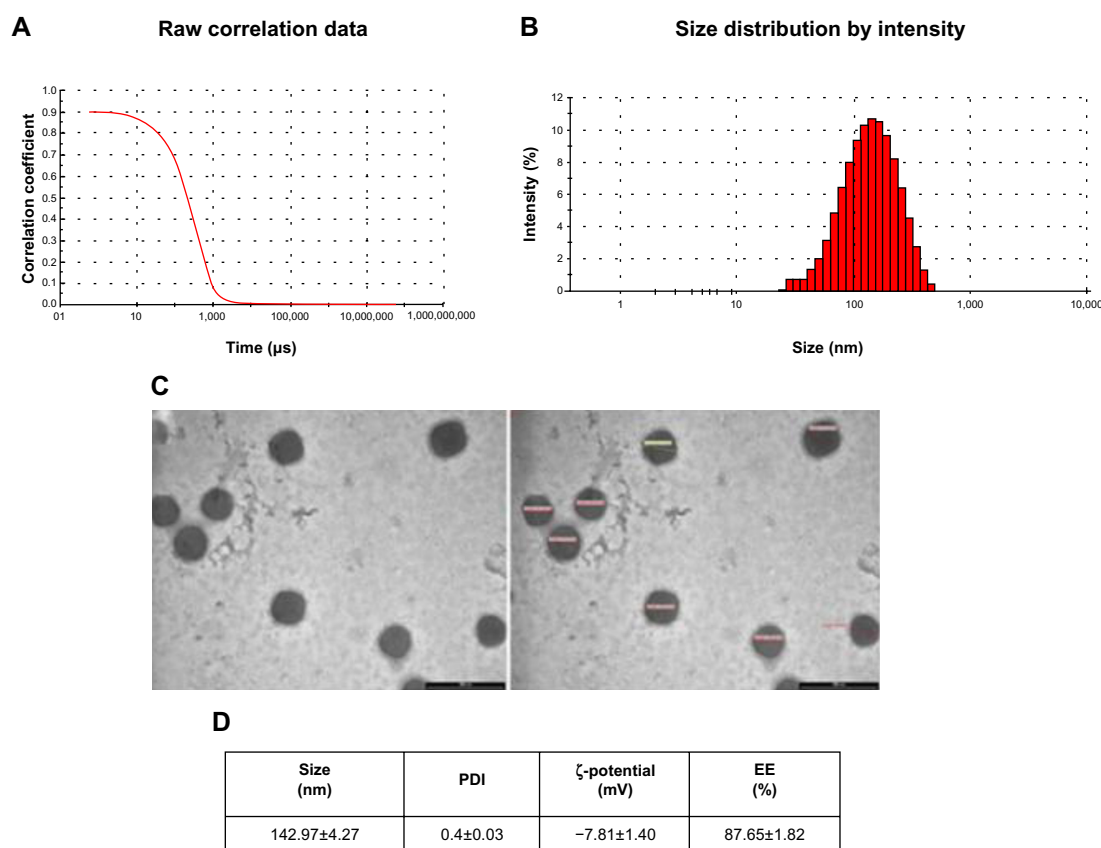 A
Raw correlation data
Correlation coefficient
1.0
0.9
0.8
0.7
0.6
0.5
0.4
0.3
0.2
0.1
0.0
01 10 1,000 100,000 10,000,000 1,000,000,000
Time (µs)
B
Size distribution by intensity
Intensity (%)
12
10
8
6
4
2
0
1 10 100 1,000 10,000
Size (nm)
C
D
Size (nm) PDI ζ-potential (mV) EE (%)
142.97±4.27 0.4±0.03 −7.81±1.40 87.65±1.82